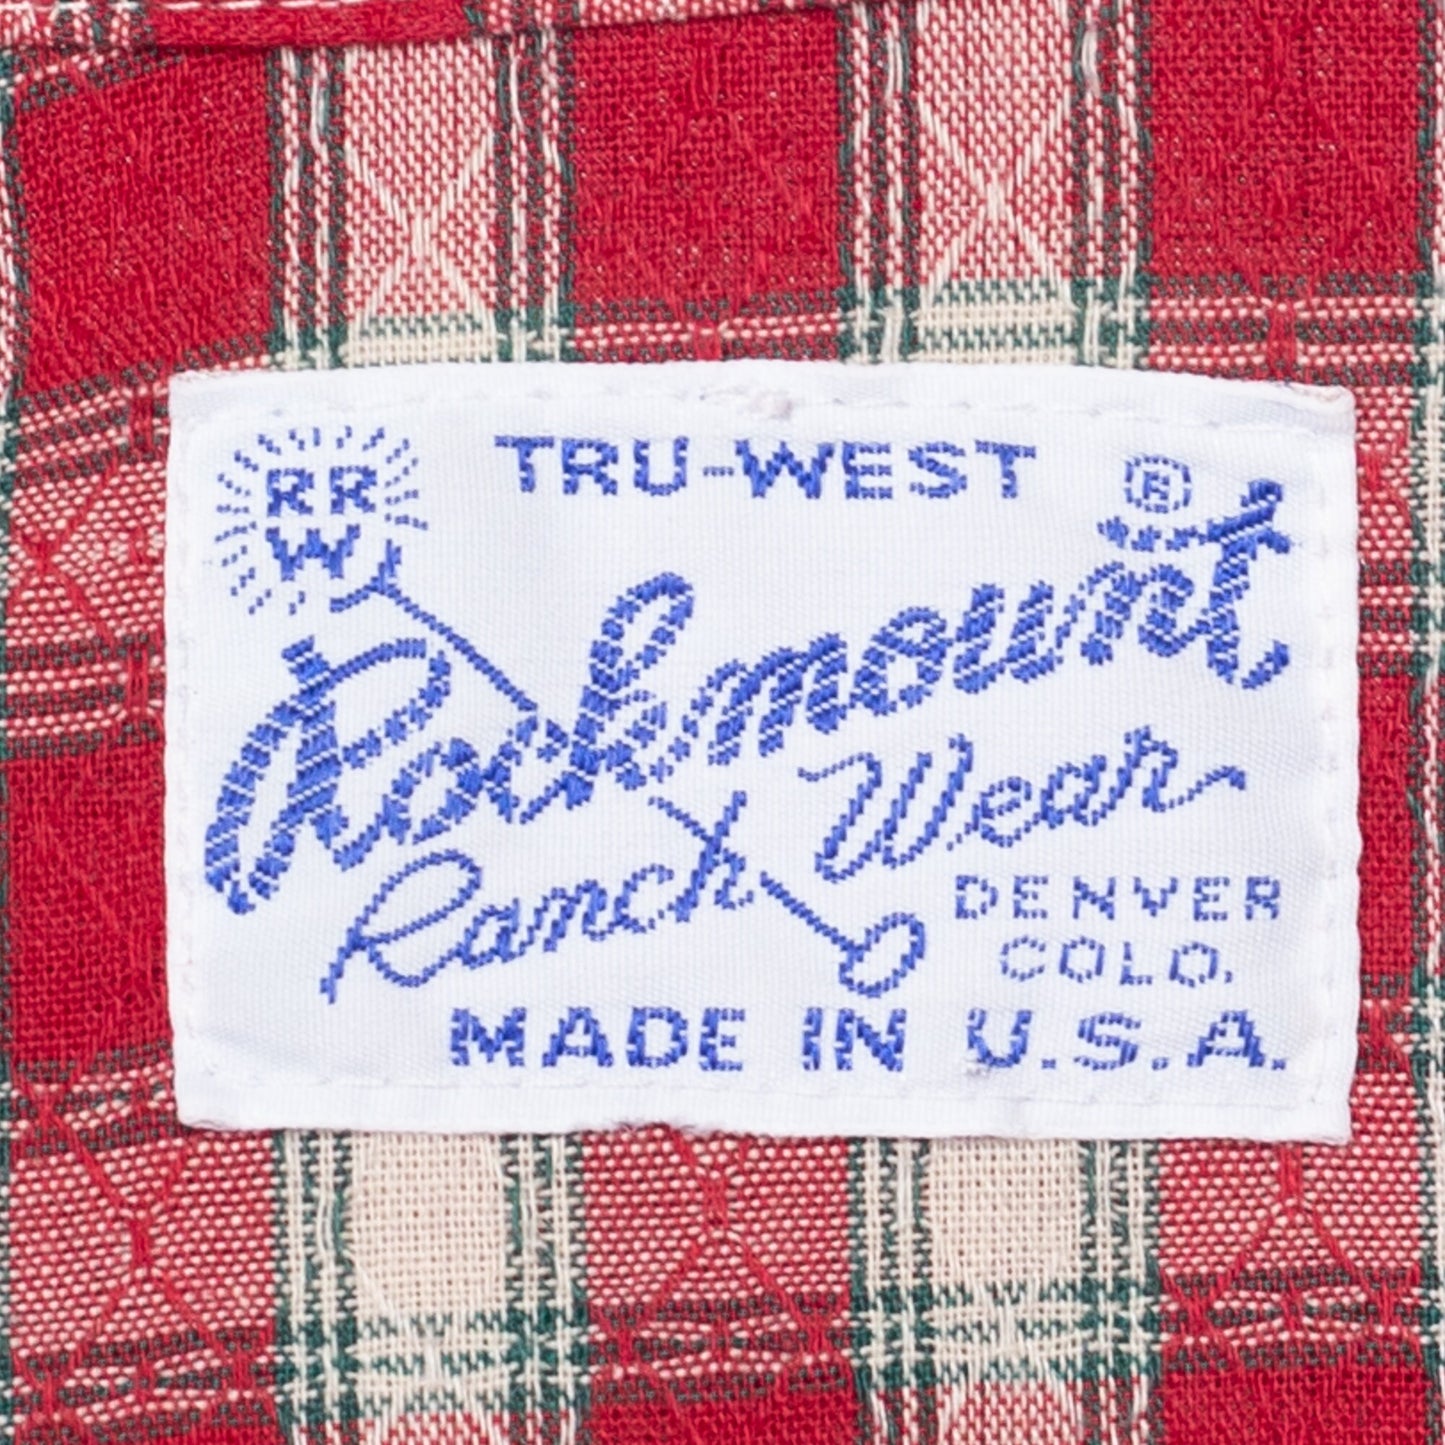 TRU-WEST ®
RR
W
Rockmount
Ranch Wear
DENVER
COLO.
MADE IN U.S.A.